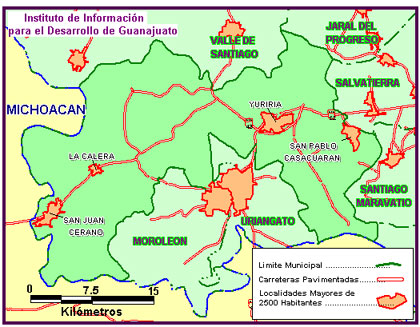 Instituto de Información
para el Desarrollo de Guanajuato
VALLE DE
SANTIAGO
JARAL DEL
PROGRESO
SALVATIERRA
MICHOACAN
YURIRIA
SAN PABLO
CASACUARAN
LA CALERA
SANTIAGO
MARAVATIO
SAN JUAN
CERANO
URIANGATO
MOROLEON
Limite Municipal
Carreteras Pavimentadas
Localidades Mayores de
2500 Habitantes
0 7.5 15
Kilómetros